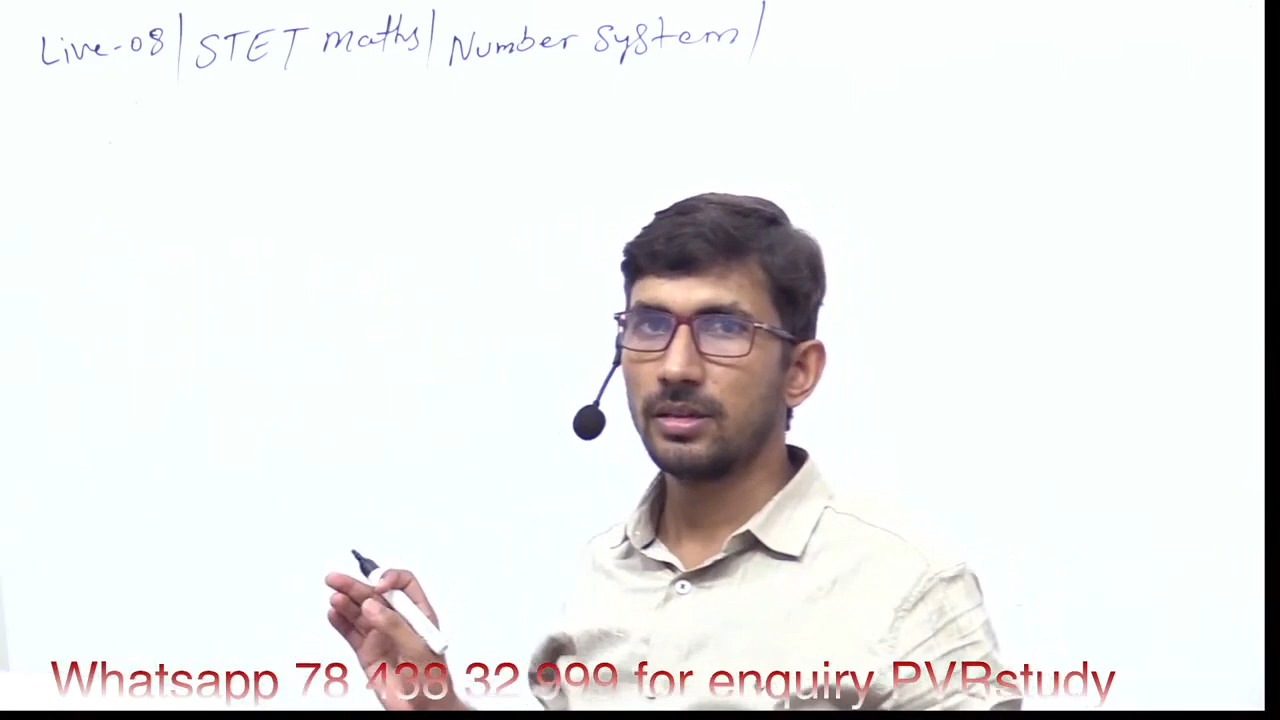 Live-08| STET maths| Number System|
Whatsapp 78 438 32 999 for enquiry PVRstudy